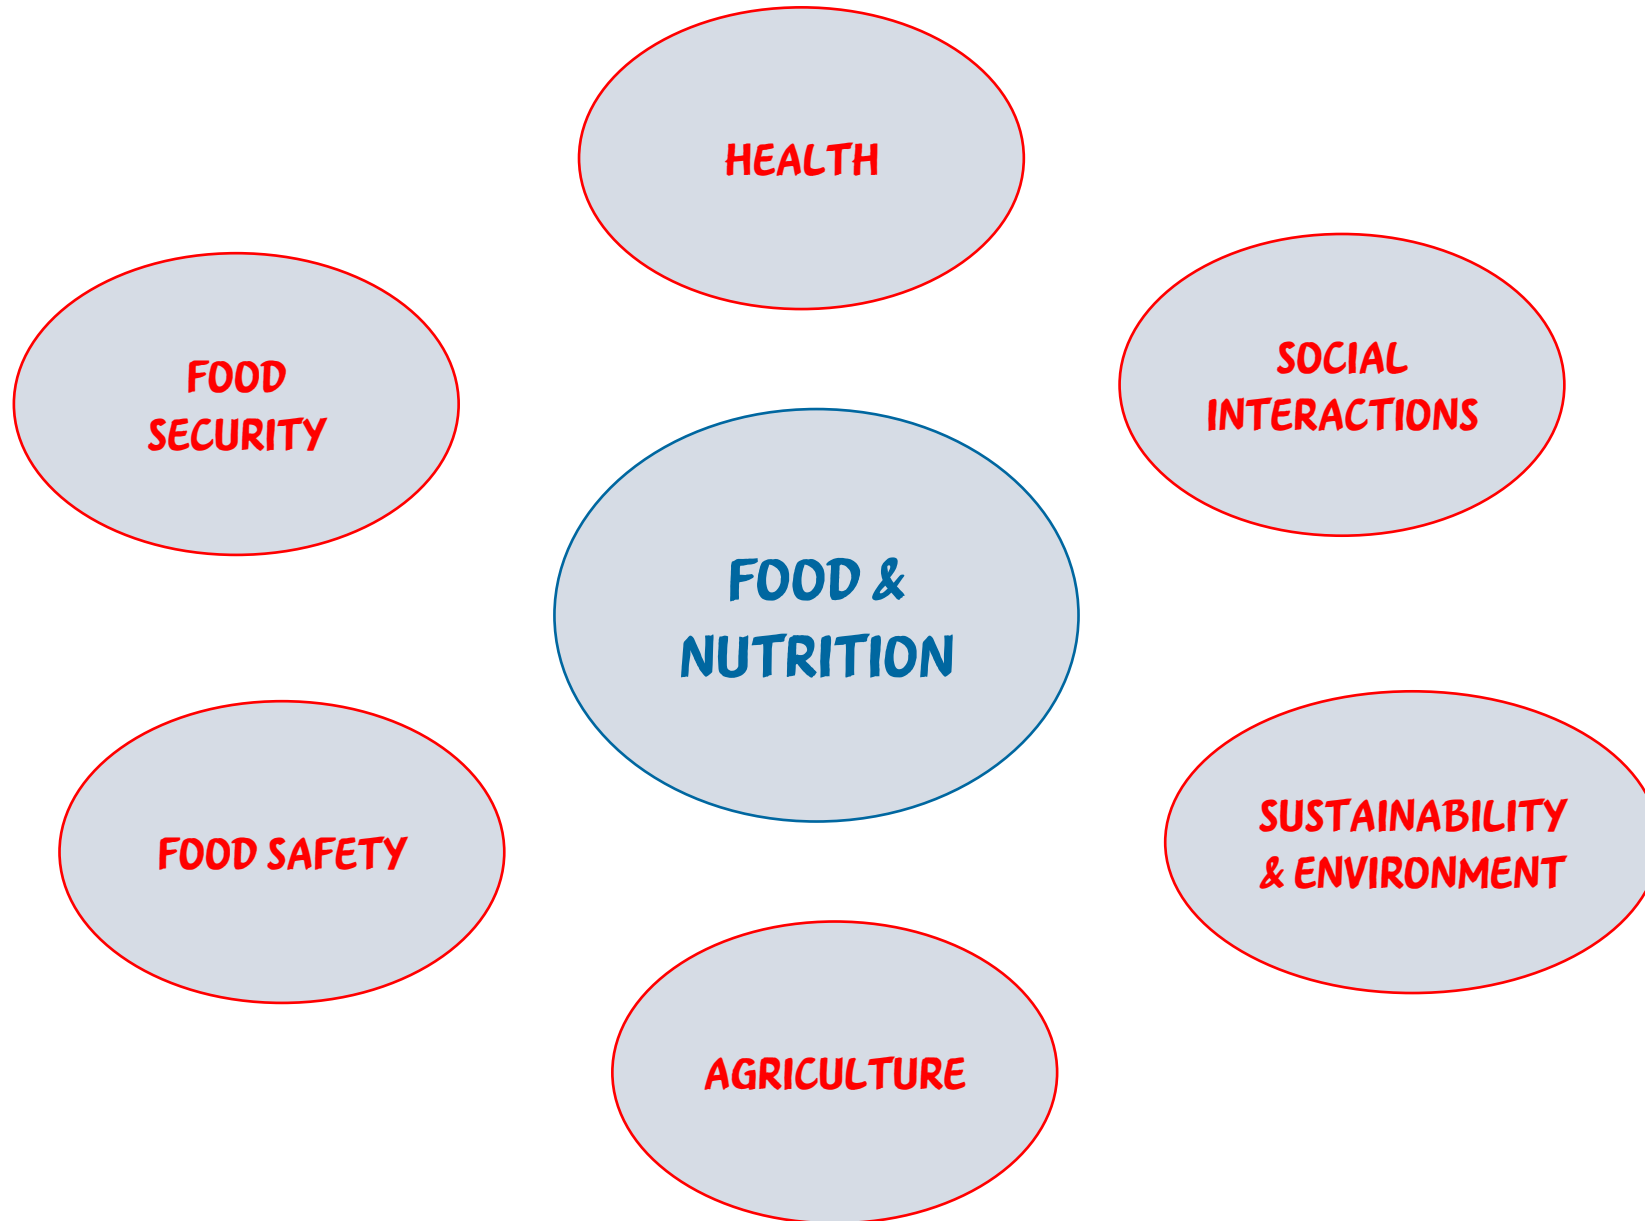 HEALTH
SOCIAL
INTERACTIONS
FOOD
SECURITY
FOOD &
NUTRITION
SUSTAINABILITY
& ENVIRONMENT
FOOD SAFETY
AGRICULTURE